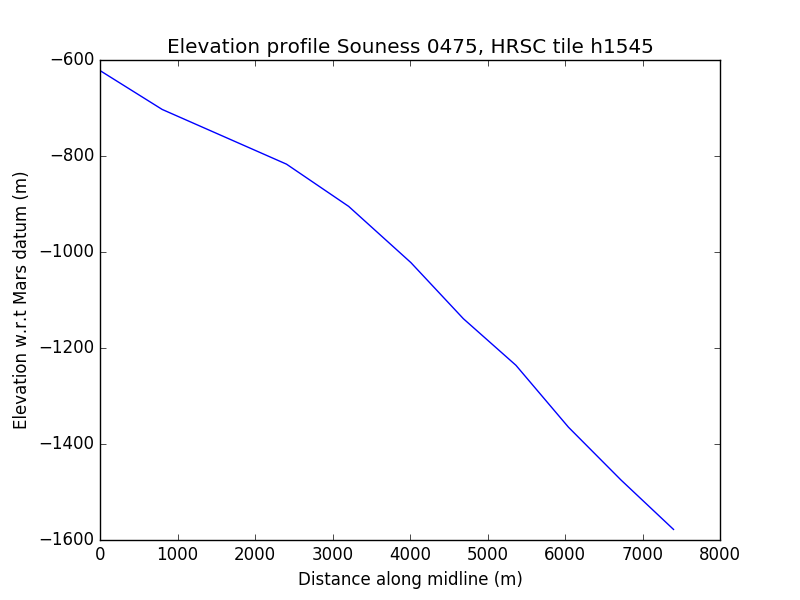 Elevation profile Souness 0475, HRSC tile h1545
Elevation w.r.t Mars datum (m)
−600
−800
−1000
−1200
−1400
−1600
0 1000 2000 3000 4000 5000 6000 7000 8000
Distance along midline (m)